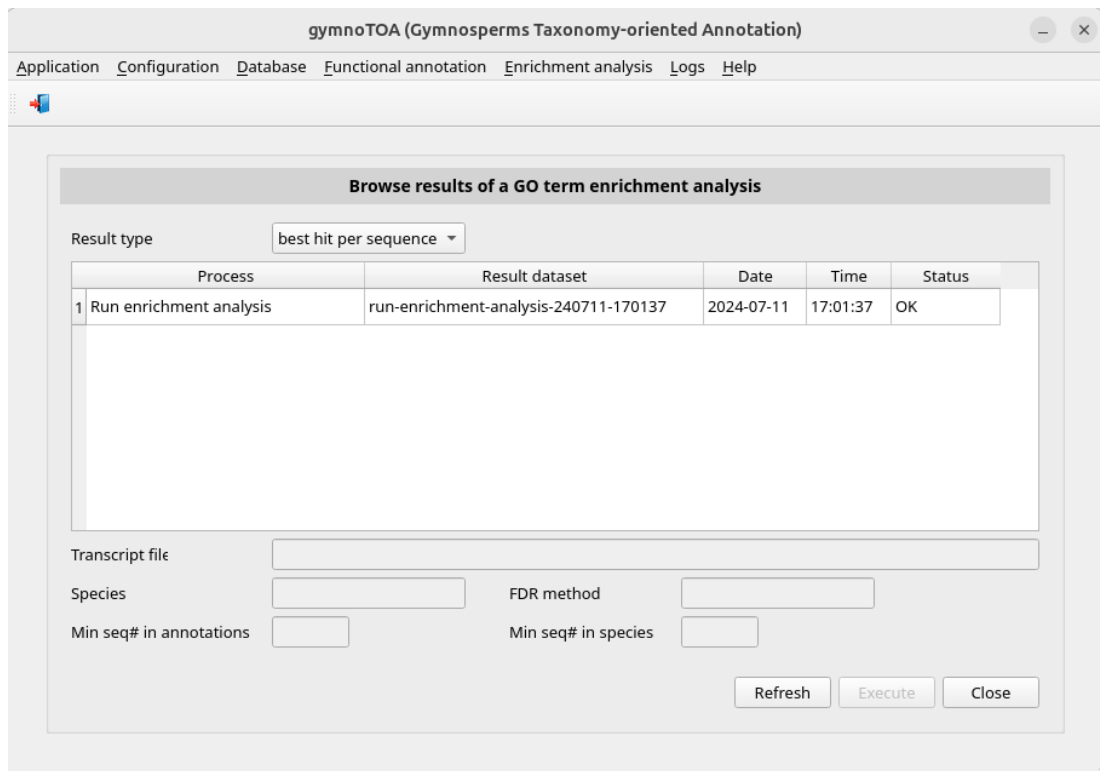 gymnoTOA (Gymnosperms Taxonomy-oriented Annotation)
Application Configuration Database Functional annotation Enrichment analysis Logs Help
Browse results of a GO term enrichment analysis
Result type best hit per sequence
Process Result dataset Date Time Status
1 Run enrichment analysis run-enrichment-analysis-240711-170137 2024-07-11 17:01:37 OK
Transcript file
Species FDR method
Min seq# in annotations Min seq# in species
Refresh Execute Close